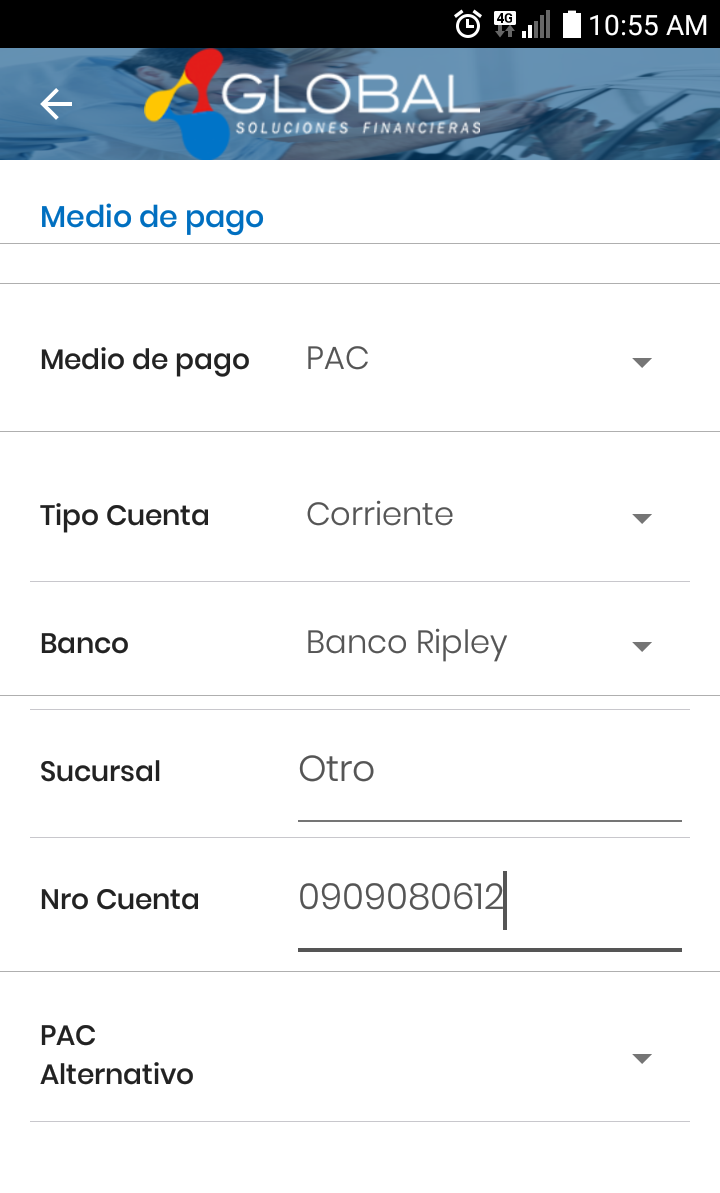 4G 10:55 AM
GLOBAL
SOLUCIONES FINANCIERAS
Medio de pago
Medio de pago PAC
Tipo Cuenta Corriente
Banco Banco Ripley
Sucursal Otro
Nro Cuenta 0909080612
PAC
Alternativo